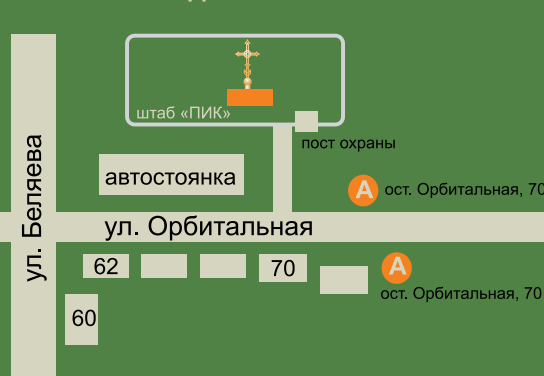 штаб «ПИК»
пост охраны
автостоянка
А
ост. Орбитальная, 70
ул. Беляева
ул. Орбитальная
62
70
А
ост. Орбитальная, 70
60